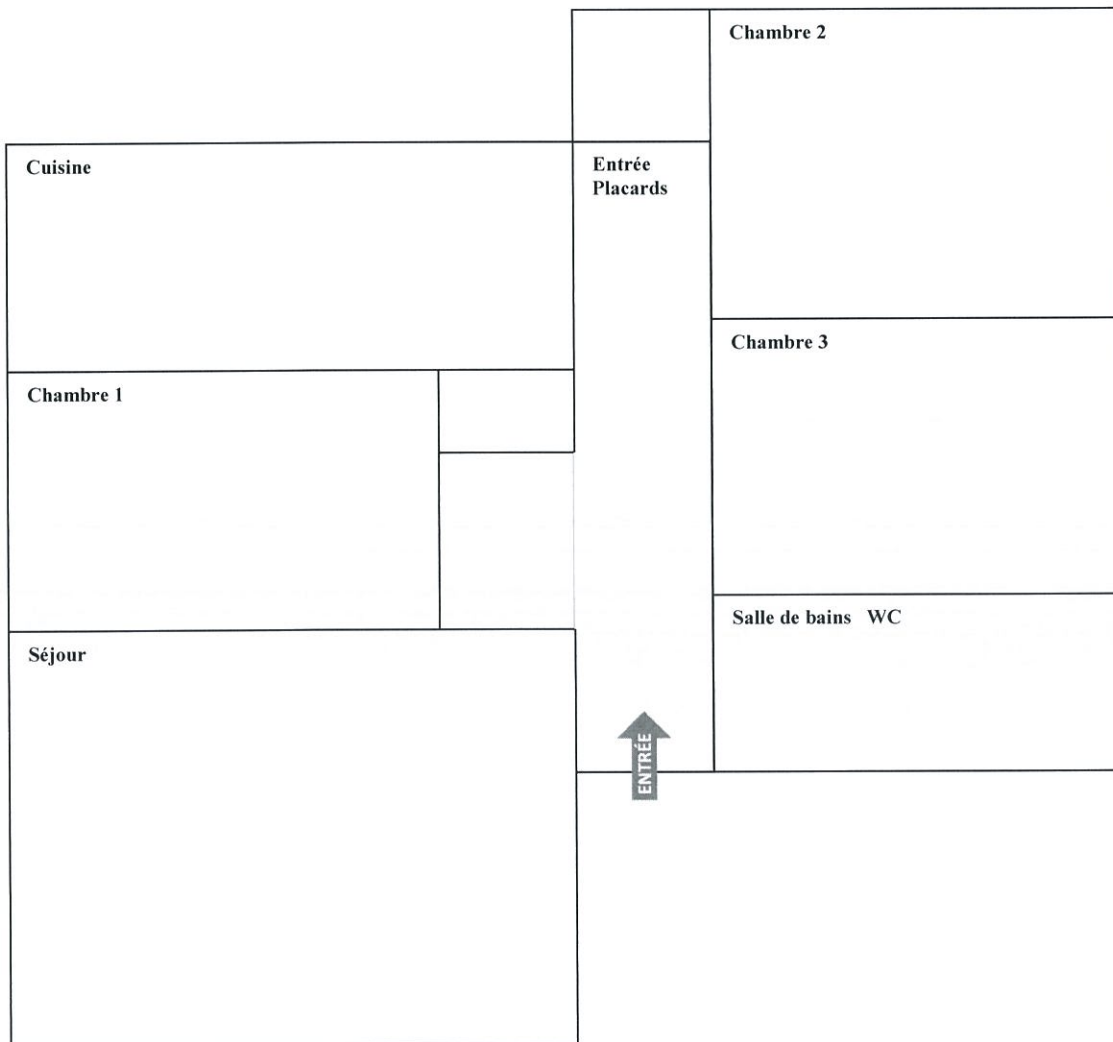 Chambre 2
Cuisine
Entrée
Placards
Chambre 3
Chambre 1
Salle de bains WC
Séjour
ENTRÉE